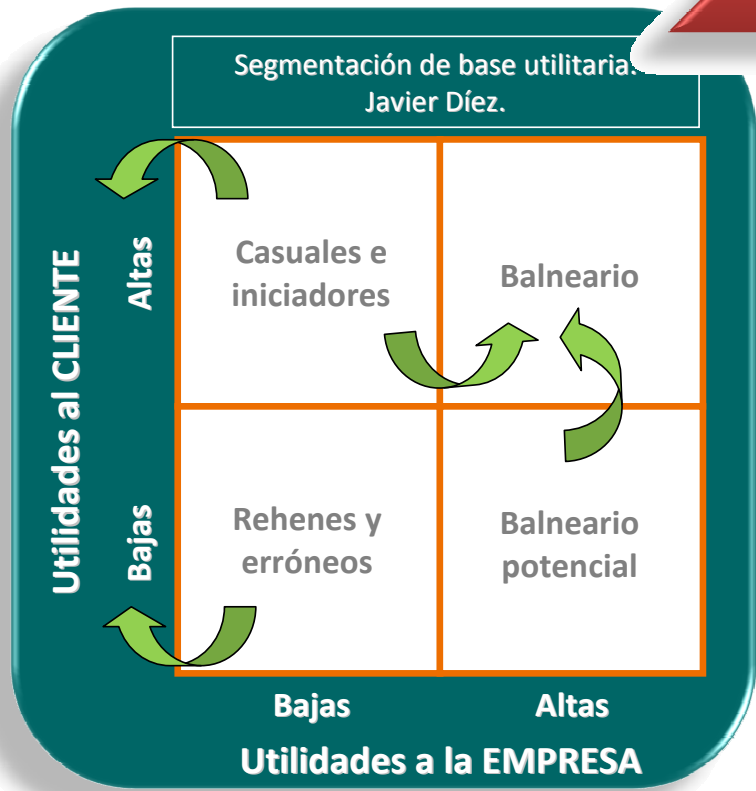 Segmentación de base utilitaria.
Javier Díez.
Utilidades al CLIENTE
Altas
Casuales e
iniciadores
Balneario
Bajas
Rehenes y
erróneos
Balneario
potencial
Bajas
Altas
Utilidades a la EMPRESA